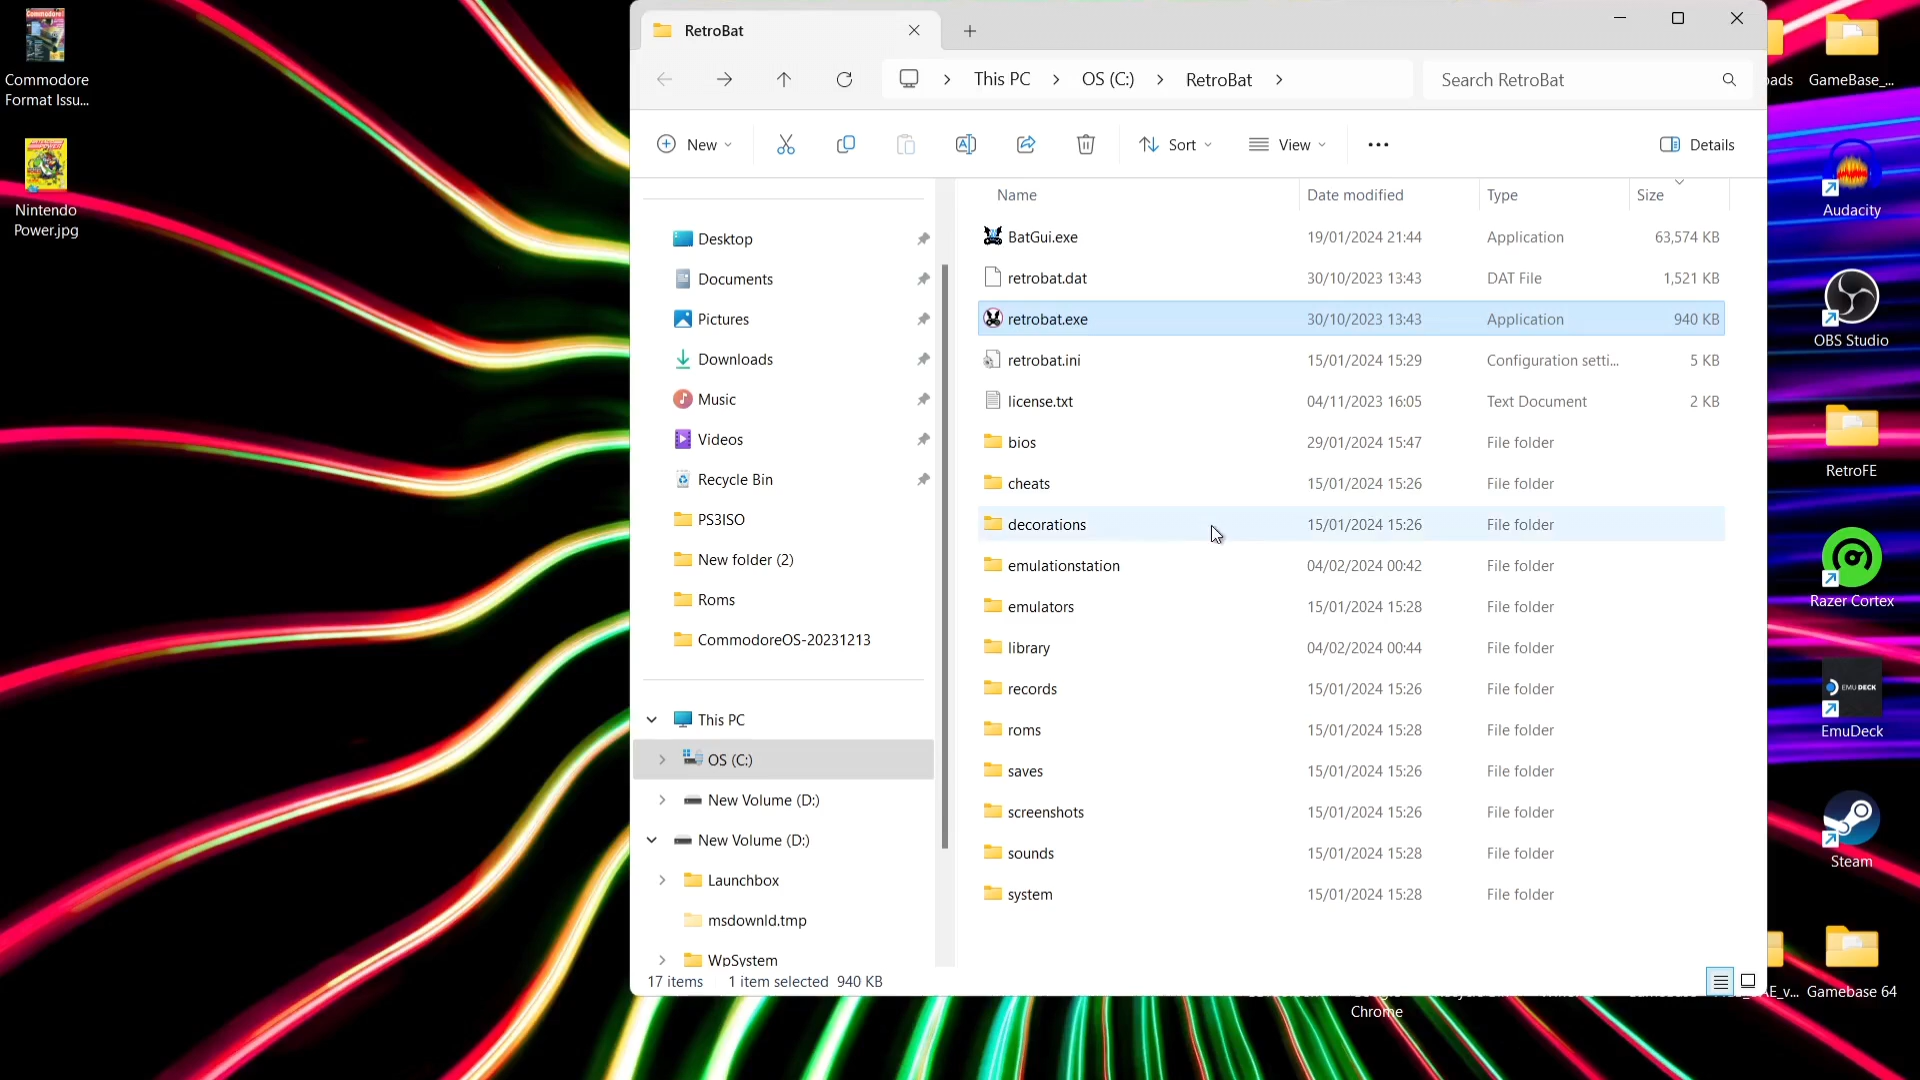 Commodore
Format Issu...
Nintendo
Power.jpg
RetroBat
This PC
OS (C:)
RetroBat
Search RetroBat
New
Sort
View
Details
Name
Date modified
Type
Size
Desktop
Documents
Pictures
Downloads
Music
Videos
Recycle Bin
PS3ISO
New folder (2)
Roms
CommodoreOS-20231213
This PC
OS (C:)
New Volume (D:)
New Volume (D:)
Launchbox
msdownld.tmp
WpSystem
BatGui.exe 19/01/2024 21:44 Application 63,574 KB
retrobat.dat 30/10/2023 13:43 DAT File 1,521 KB
retrobat.exe 30/10/2023 13:43 Application 940 KB
retrobat.ini 15/01/2024 15:29 Configuration setti... 5 KB
license.txt 04/11/2023 16:05 Text Document 2 KB
bios 29/01/2024 15:47 File folder
cheats 15/01/2024 15:26 File folder
decorations 15/01/2024 15:26 File folder
emulationstation 04/02/2024 00:42 File folder
emulators 15/01/2024 15:28 File folder
library 04/02/2024 00:44 File folder
records 15/01/2024 15:26 File folder
roms 15/01/2024 15:28 File folder
saves 15/01/2024 15:26 File folder
screenshots 15/01/2024 15:26 File folder
sounds 15/01/2024 15:28 File folder
system 15/01/2024 15:28 File folder
17 items 1 item selected 940 KB
Chrome
oads
GameBase_...
Audacity
OBS Studio
RetroFE
Razer Cortex
EMUDECK
EmuDeck
Steam
Gamebase 64